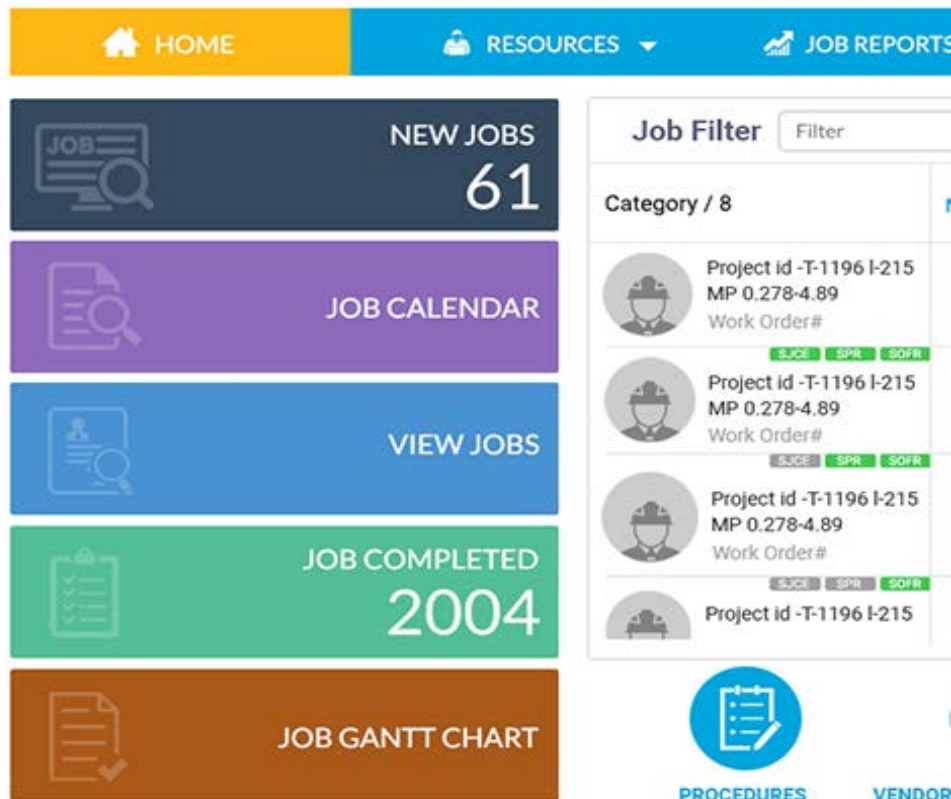 HOME
RESOURCES
JOB REPORTS
JOB
NEW JOBS
61
JOB CALENDAR
VIEW JOBS
JOB COMPLETED
2004
JOB GANTT CHART
Job Filter
Filter
Category / 8
Project id -T-1196 I-215
MP 0.278-4.89
Work Order#
SJCE SPR SOFR
Project id -T-1196 I-215
MP 0.278-4.89
Work Order#
SJCE SPR SOFR
Project id -T-1196 I-215
MP 0.278-4.89
Work Order#
SJCE SPR SOFR
Project id -T-1196 I-215
PROCEDURES
VENDOR